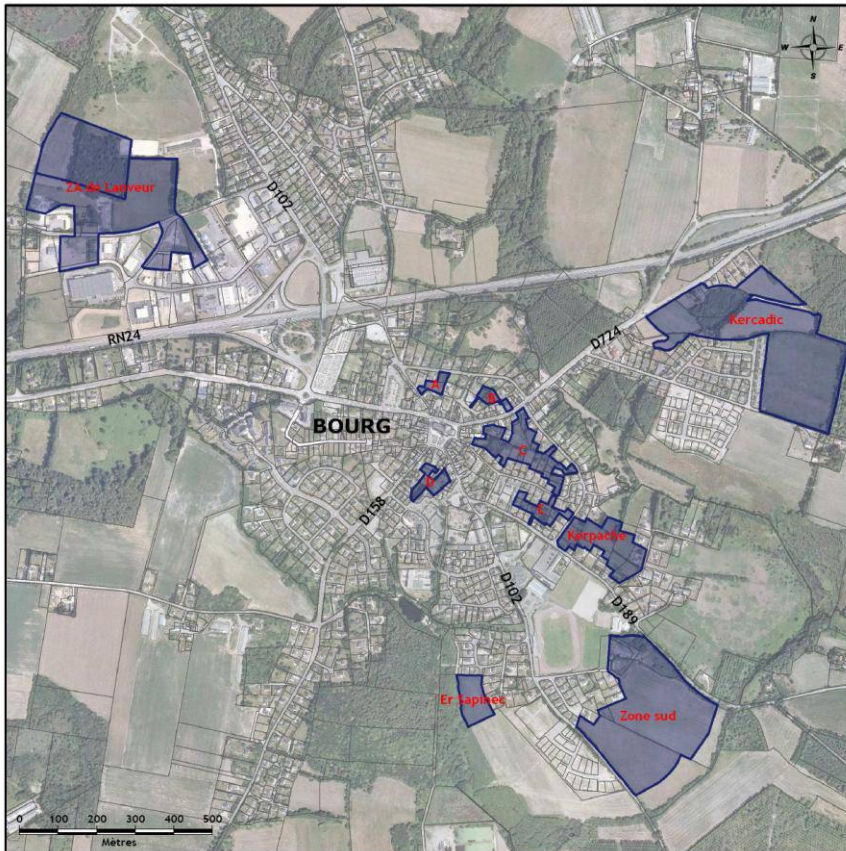 N
W E
S
ZA de Lanveur
D102
RN24
D724
Kercadic
A
B
BOURG
C
D
D158
E
Kerpache
D102
D189
Er Sapinec
Zone sud
0 100 200 300 400 500
Mètres